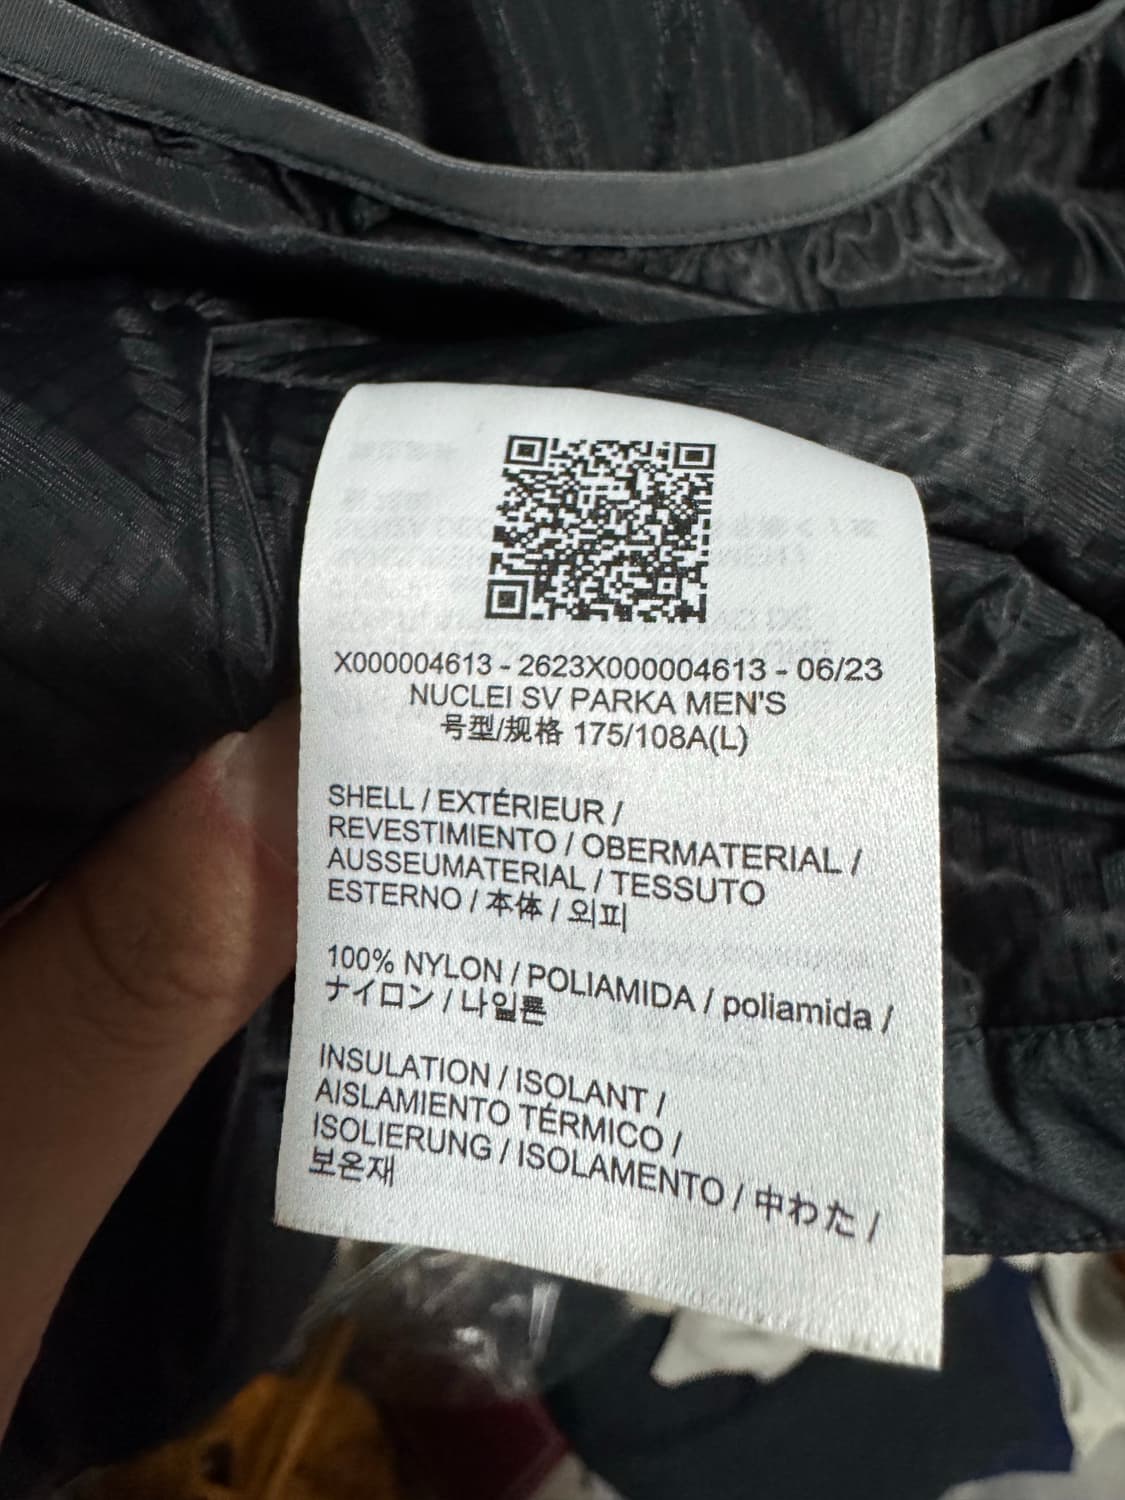 X000004613 - 2623X000004613 - 06/23
NUCLEI SV PARKA MEN'S
号型/规格 175/108A(L)
SHELL / EXTÉRIEUR /
REVESTIMIENTO / OBERMATERIAL /
AUSSEUMATERIAL / TESSUTO
ESTERNO / 本体 / 외피
100% NYLON / POLIAMIDA / poliamida /
ナイロン / 나일론
INSULATION / ISOLANT /
AISLAMIENTO TÉRMICO /
ISOLIERUNG / ISOLAMENTO / 中わた /
보온재